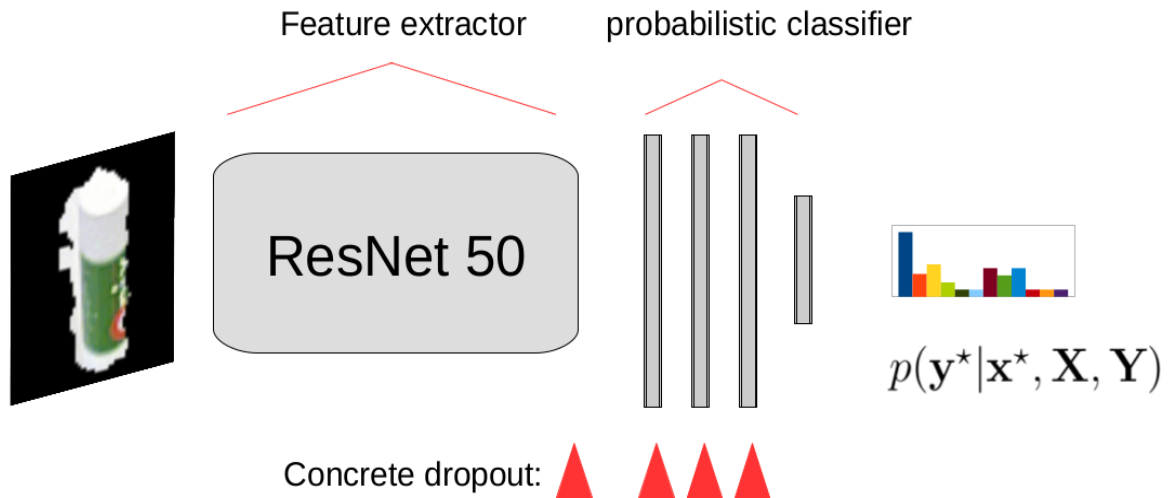 Feature extractor
probabilistic classifier
ResNet 50
p(y⋆|x⋆, X, Y)
Concrete dropout: